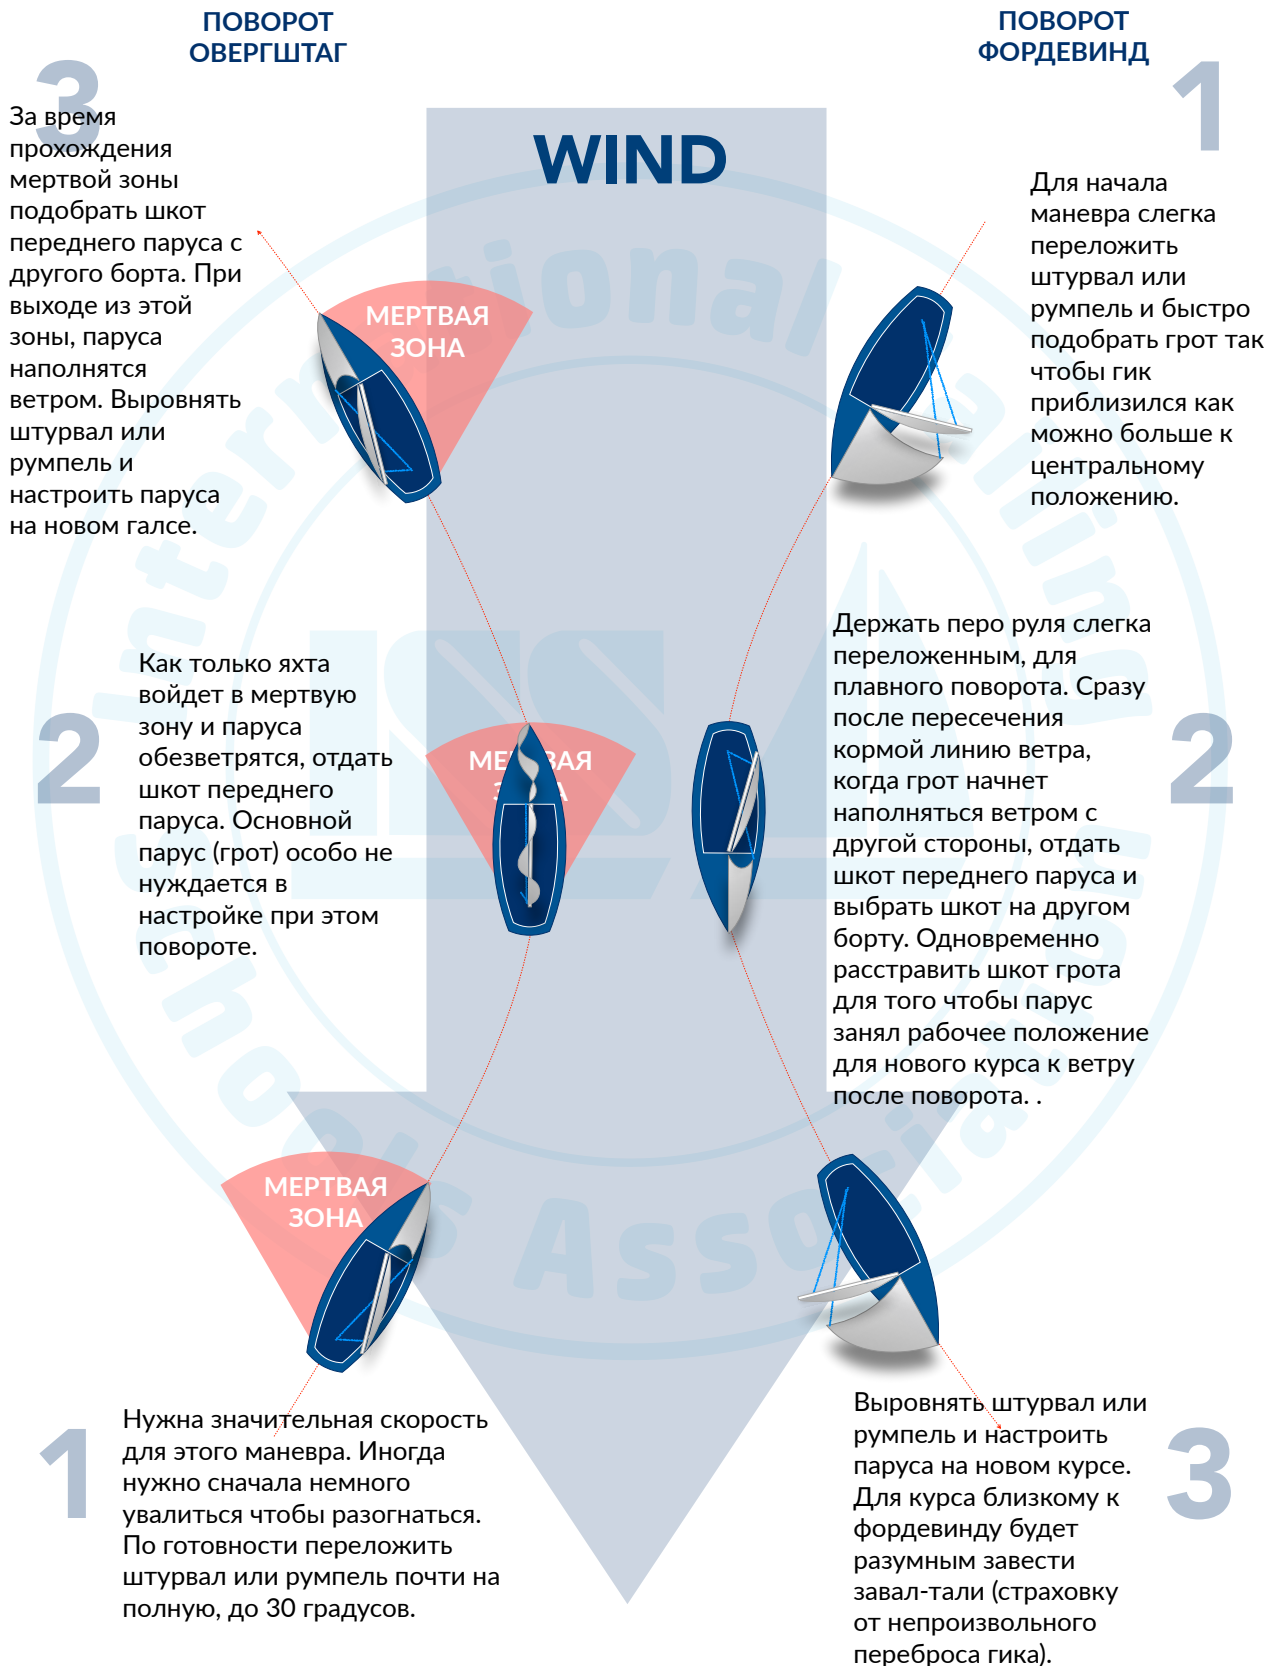 ПОВОРОТ
ОВЕРГШТАГ
3
За время
прохождения
мертвой зоны
подобрать шкот
переднего паруса с
другого борта. При
выходе из этой
зоны, паруса
наполнятся
ветром. Выровнять
штурвал или
румпель и
настроить паруса
на новом галсе.
2
Как только яхта
войдет в мертвую
зону и паруса
обезветрятся, отдать
шкот переднего
паруса. Основной
парус (грот) особо не
нуждается в
настройке при этом
повороте.
1
Нужна значительная скорость
для этого маневра. Иногда
нужно сначала немного
увалиться чтобы разогнаться.
По готовности переложить
штурвал или румпель почти на
полную, до 30 градусов.
WIND
МЕРТВАЯ
ЗОНА
МЕРТВАЯ
ЗОНА
МЕРТВАЯ
ЗОНА
ПОВОРОТ
ФОРДЕВИНД
1
Для начала
маневра слегка
переложить
штурвал или
румпель и быстро
подобрать грот так
чтобы гик
приблизился как
можно больше к
центральному
положению.
2
Держать перо руля слегка
переложенным, для
плавного поворота. Сразу
после пересечения
кормой линию ветра,
когда грот начнет
наполняться ветром с
другой стороны, отдать
шкот переднего паруса и
выбрать шкот на другом
борту. Одновременно
расстравить шкот грота
для того чтобы парус
занял рабочее положение
для нового курса к ветру
после поворота. .
3
Выровнять штурвал или
румпель и настроить
паруса на новом курсе.
Для курса близкому к
фордевинду будет
разумным завести
завал-тали (страховку
от непроизвольного
переброса гика).
International Sailing
Schools Association
ISSA